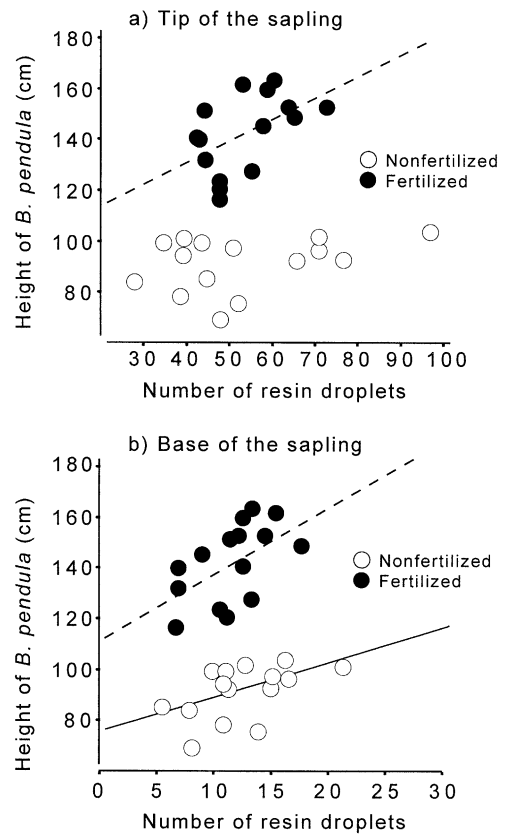 a) Tip of the sapling
180
160
140
120
100
80
Height of B. pendula (cm)
Nonfertilized
Fertilized
30 40 50 60 70 80 90 100
Number of resin droplets
b) Base of the sapling
180
160
140
120
100
80
Height of B. pendula (cm)
Nonfertilized
Fertilized
0 5 10 15 20 25 30
Number of resin droplets